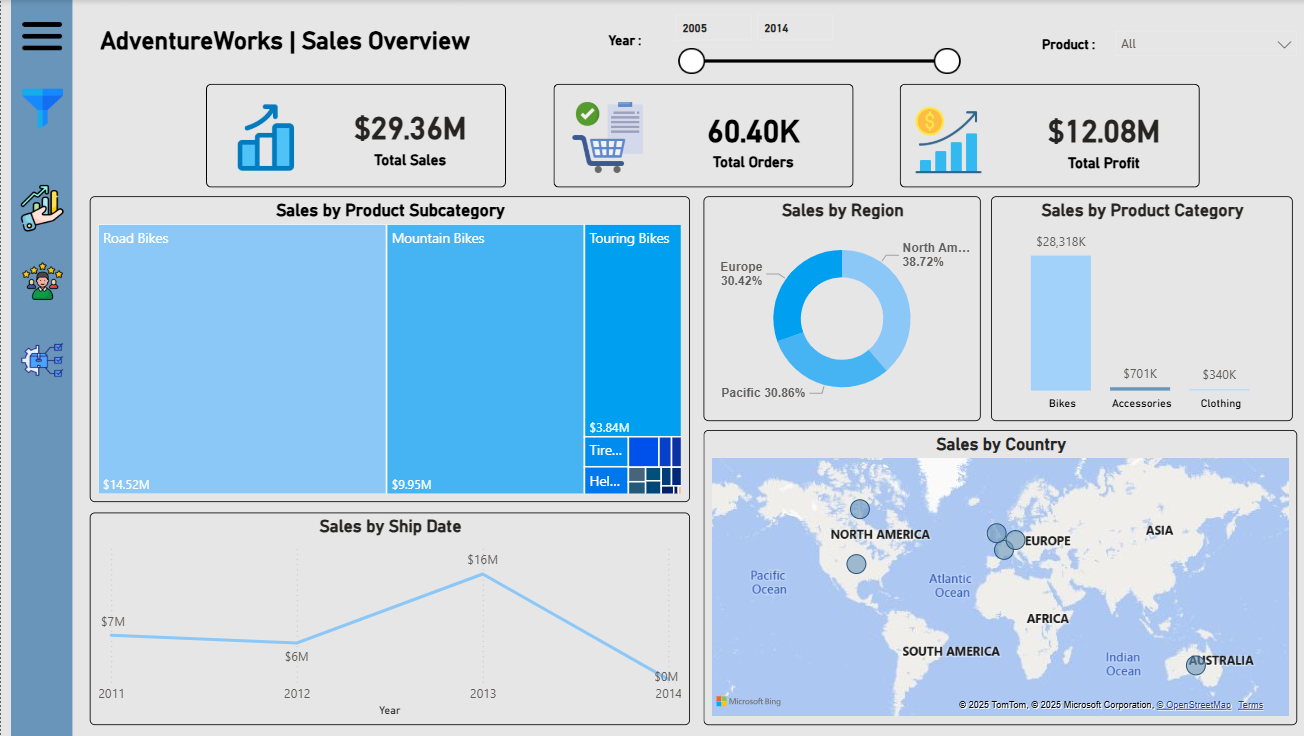 AdventureWorks | Sales Overview
Year :
2005
2014
Product :
All
$29.36M
Total Sales
60.40K
Total Orders
$12.08M
Total Profit
Sales by Product Subcategory
Road Bikes
$14.52M
Mountain Bikes
$9.95M
Touring Bikes
$3.84M
Tire...
Hel...
Sales by Region
North Am...
38.72%
Europe
30.42%
Pacific 30.86%
Sales by Product Category
$28,318K
$701K
$340K
Bikes
Accessories
Clothing
Sales by Ship Date
$7M
$6M
$16M
$0M
2011
2012
2013
2014
Year
Sales by Country
NORTH AMERICA
EUROPE
ASIA
Pacific
Ocean
Atlantic
Ocean
AFRICA
SOUTH AMERICA
Indian
Ocean
AUSTRALIA
Microsoft Bing
© 2025 TomTom, © 2025 Microsoft Corporation, © OpenStreetMap Terms